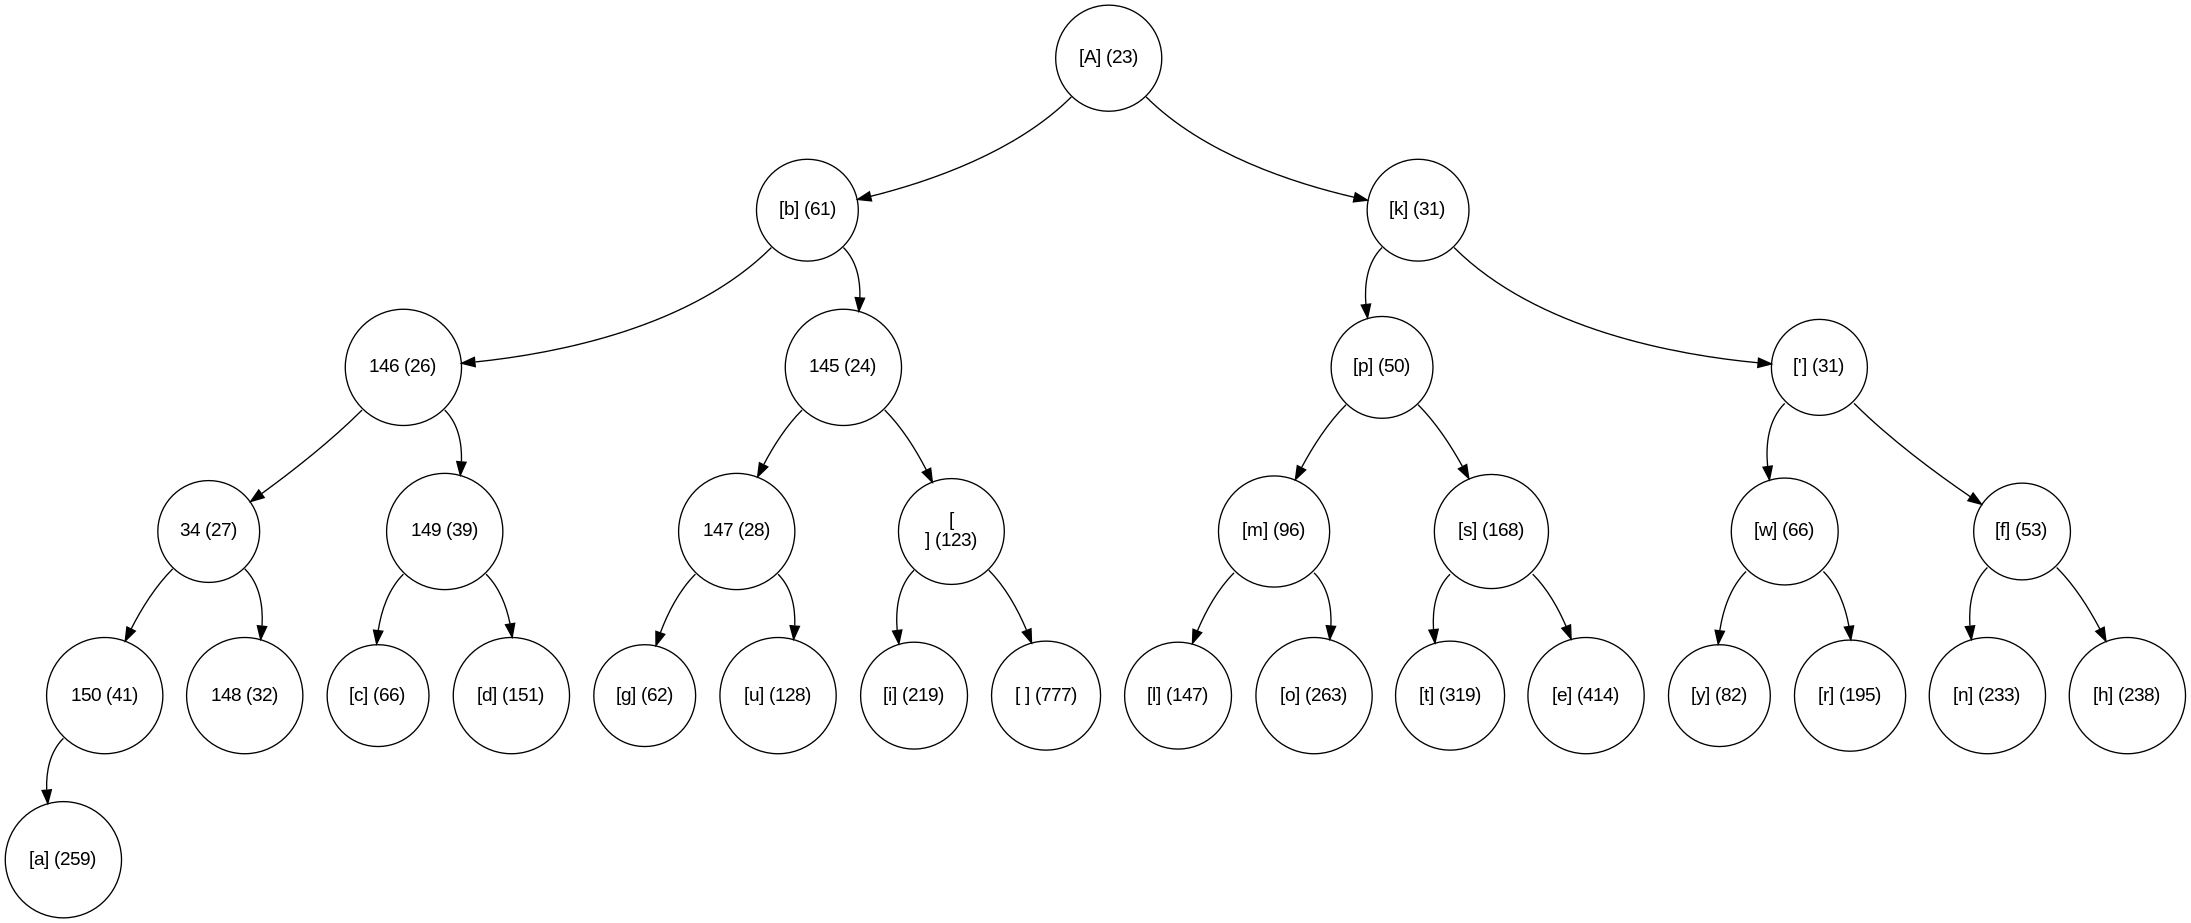 [A] (23)
[b] (61)
[k] (31)
146 (26)
145 (24)
[p] (50)
['] (31)
34 (27)
149 (39)
147 (28)
[
] (123)
[m] (96)
[s] (168)
[w] (66)
[f] (53)
150 (41)
148 (32)
[c] (66)
[d] (151)
[g] (62)
[u] (128)
[i] (219)
[ ] (777)
[l] (147)
[o] (263)
[t] (319)
[e] (414)
[y] (82)
[r] (195)
[n] (233)
[h] (238)
[a] (259)